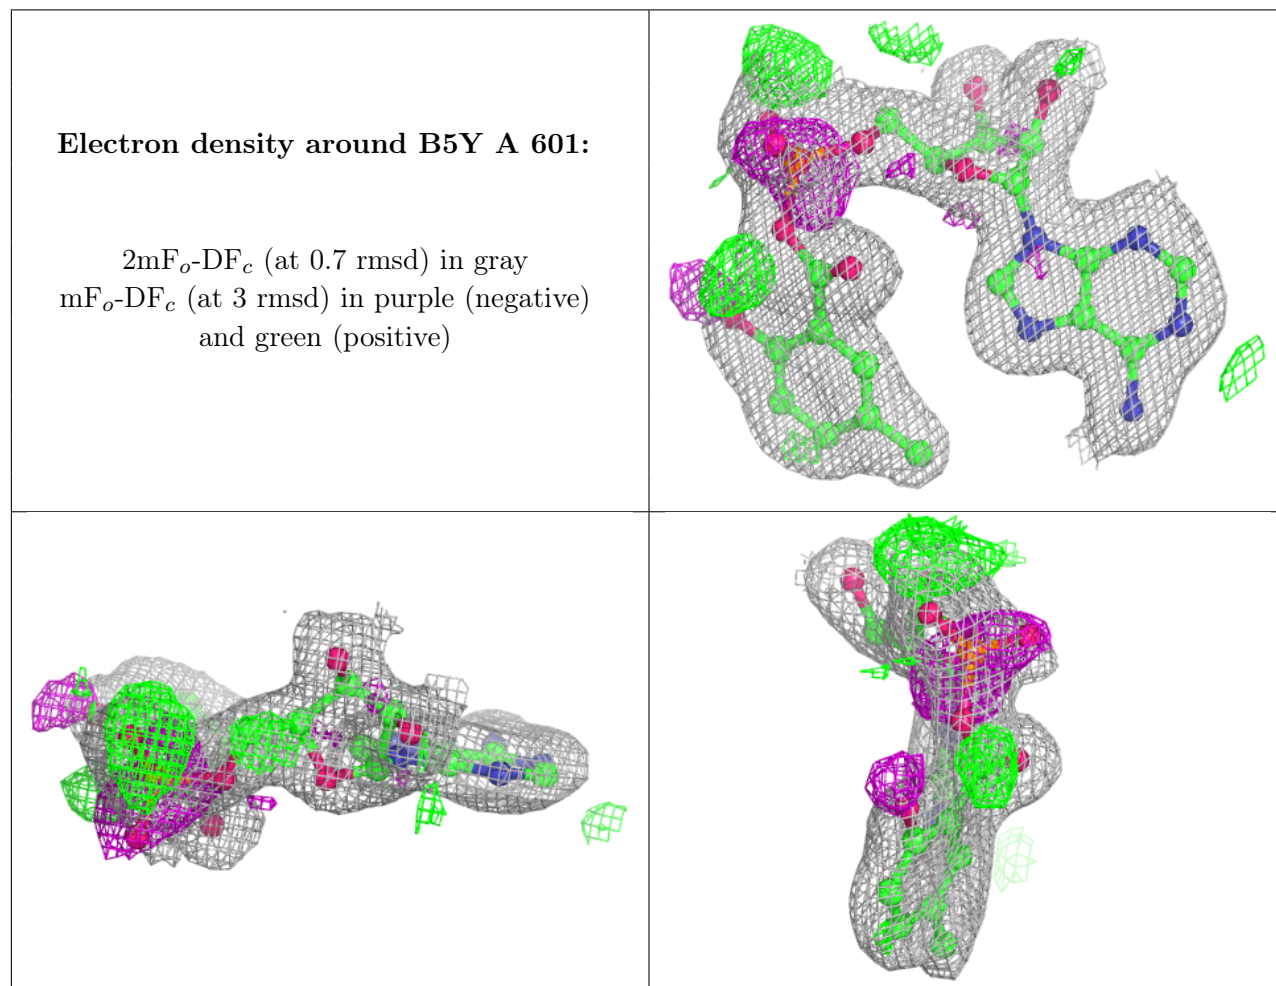 Electron density around B5Y A 601:
2mFo-DFc (at 0.7 rmsd) in gray
mFo-DFc (at 3 rmsd) in purple (negative)
and green (positive)